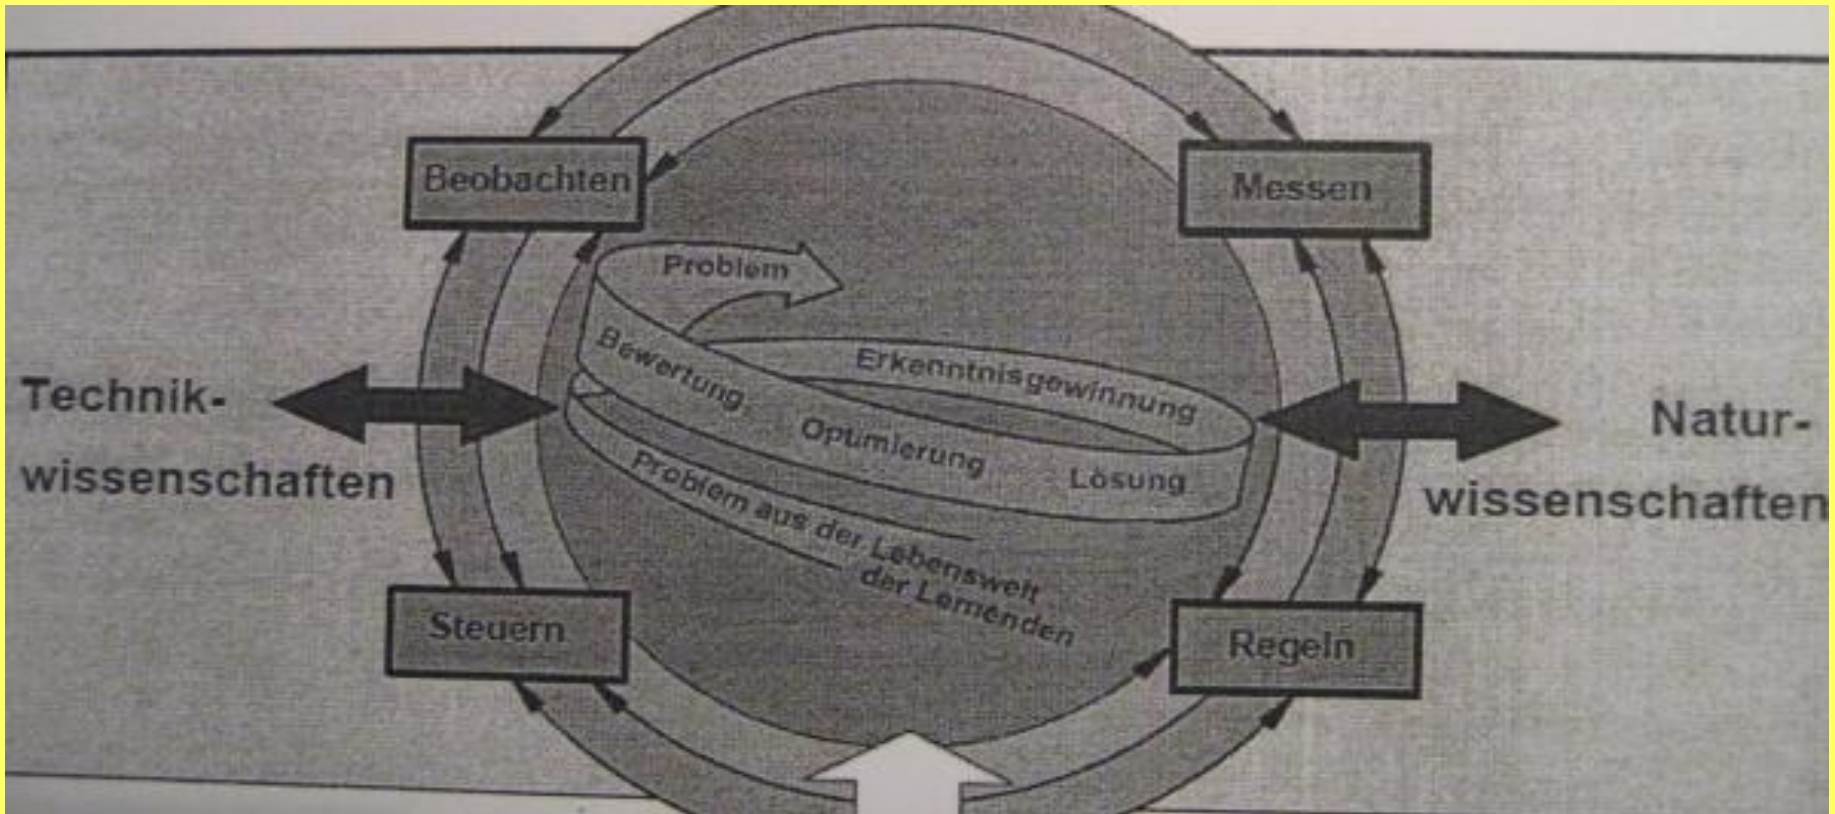 Beobachten
Messen
Problem
Bewertung
Erkenntnisgewinnung
Optimierung
Lösung
Technik-
wissenschaften
Natur-
wissenschaften
Problem aus der Lebenswelt
der Lernenden
Steuern
Regeln